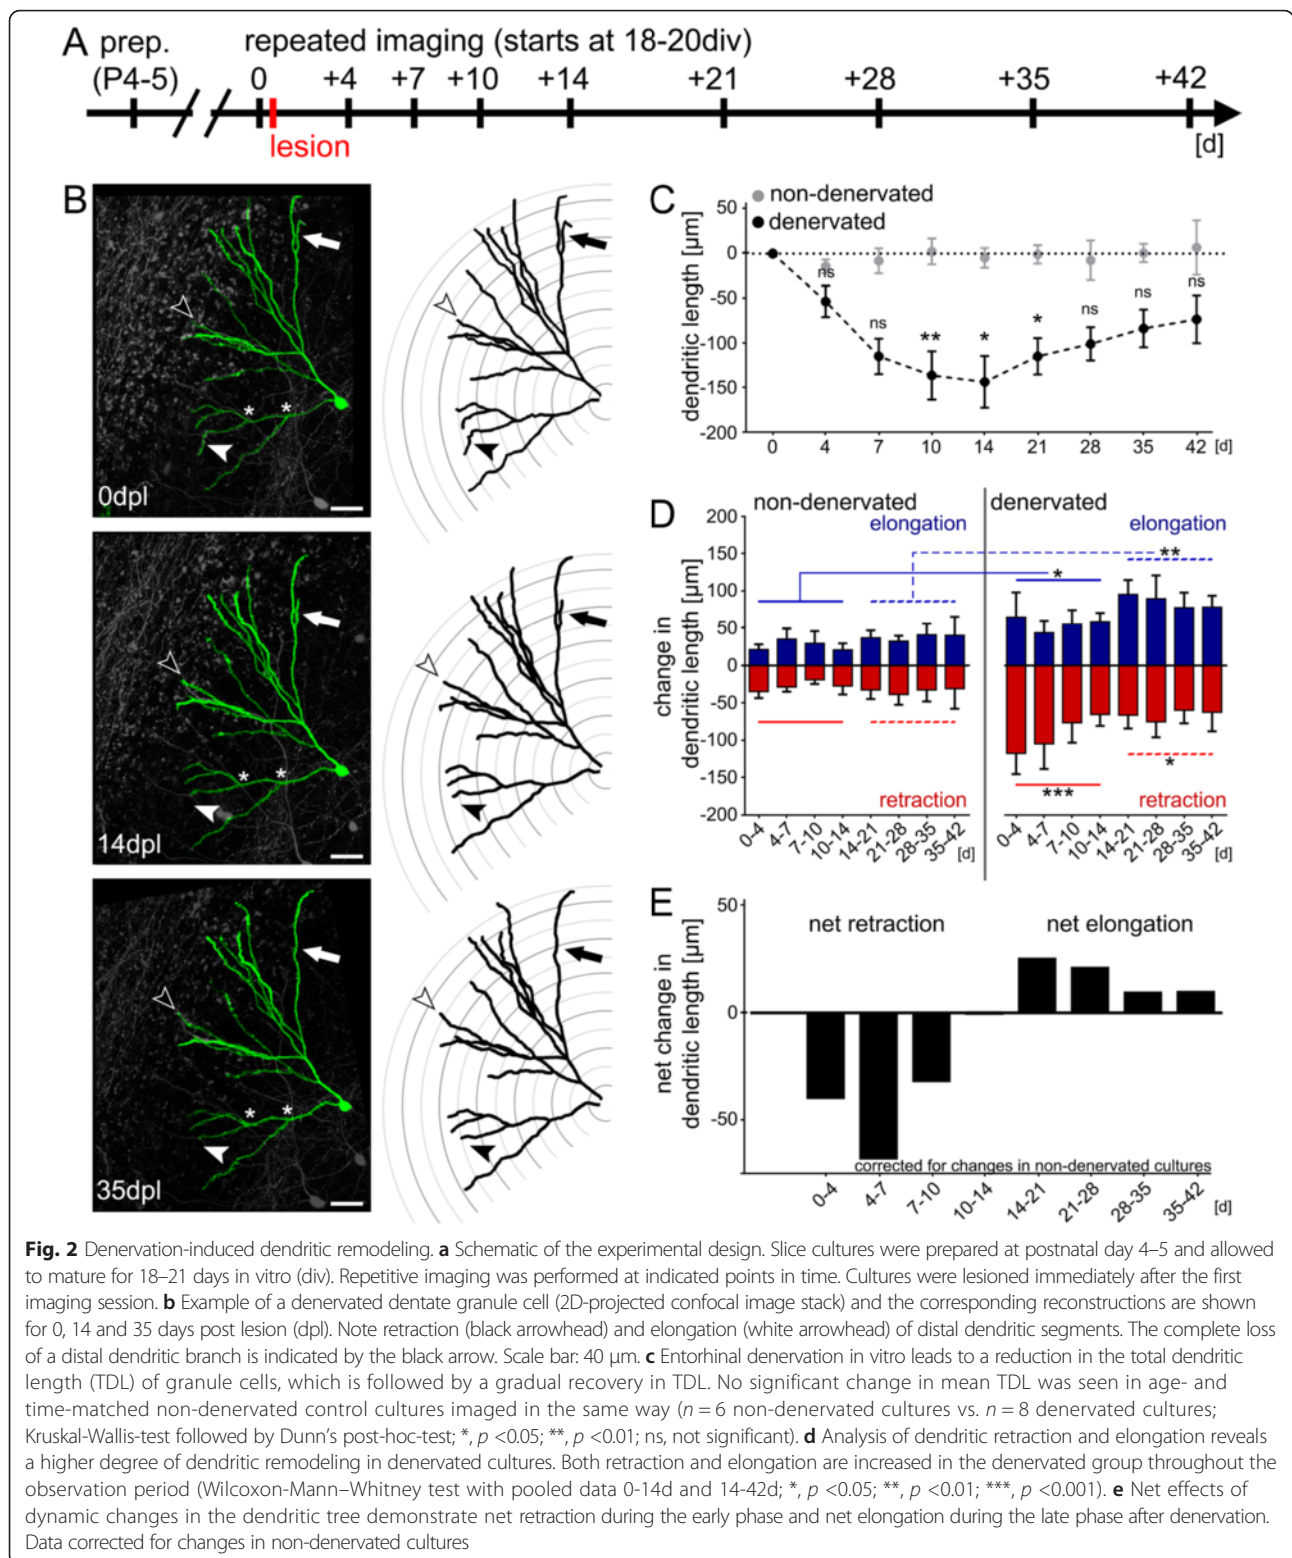 A prep. repeated imaging (starts at 18-20div)
(P4-5) 0 +4 +7 +10 +14 +21 +28 +35 +42
lesion [d]
B
0dpl
14dpl
35dpl
C non-denervated
denervated
dendritic length [µm]
50
0
-50
-100
-150
-200
ns ns ** * * ns ns ns
0 4 7 10 14 21 28 35 42 [d]
D non-denervated denervated
elongation elongation
change in
dendritic length [µm]
200
150
100
50
0
-50
-100
-150
-200
* **
*** *
retraction retraction
0-4 4-7 7-10 10-14 14-21 21-28 28-35 35-42 [d]
0-4 4-7 7-10 10-14 14-21 21-28 28-35 35-42 [d]
E
net retraction net elongation
net change in
dendritic length [µm]
50
0
-50
corrected for changes in non-denervated cultures
0-4 4-7 7-10 10-14 14-21 21-28 28-35 35-42 [d]
Fig. 2 Denervation-induced dendritic remodeling. a Schematic of the experimental design. Slice cultures were prepared at postnatal day 4–5 and allowed
to mature for 18–21 days in vitro (div). Repetitive imaging was performed at indicated points in time. Cultures were lesioned immediately after the first
imaging session. b Example of a denervated dentate granule cell (2D-projected confocal image stack) and the corresponding reconstructions are shown
for 0, 14 and 35 days post lesion (dpl). Note retraction (black arrowhead) and elongation (white arrowhead) of distal dendritic segments. The complete loss
of a distal dendritic branch is indicated by the black arrow. Scale bar: 40 µm. c Entorhinal denervation in vitro leads to a reduction in the total dendritic
length (TDL) of granule cells, which is followed by a gradual recovery in TDL. No significant change in mean TDL was seen in age- and
time-matched non-denervated control cultures imaged in the same way (n = 6 non-denervated cultures vs. n = 8 denervated cultures;
Kruskal-Wallis-test followed by Dunn's post-hoc-test; *, p <0.05; **, p <0.01; ns, not significant). d Analysis of dendritic retraction and elongation reveals
a higher degree of dendritic remodeling in denervated cultures. Both retraction and elongation are increased in the denervated group throughout the
observation period (Wilcoxon-Mann–Whitney test with pooled data 0-14d and 14-42d; *, p <0.05; **, p <0.01; ***, p <0.001). e Net effects of
dynamic changes in the dendritic tree demonstrate net retraction during the early phase and net elongation during the late phase after denervation.
Data corrected for changes in non-denervated cultures